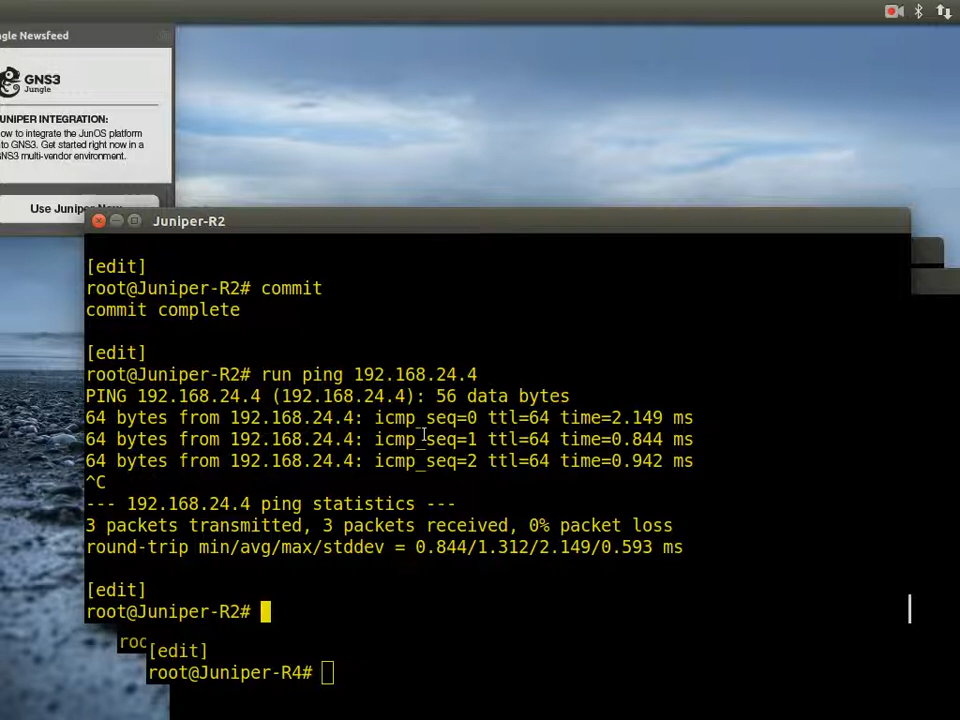 ngle Newsfeed
GNS3
Jungle
UNIPER INTEGRATION:
ow to integrate the JunOS platform
to GNS3. Get started right now in a
GNS3 multi-vendor environment.
Use Juniper Now
Juniper-R2
[edit]
root@Juniper-R2# commit
commit complete
[edit]
root@Juniper-R2# run ping 192.168.24.4
PING 192.168.24.4 (192.168.24.4): 56 data bytes
64 bytes from 192.168.24.4: icmp_seq=0 ttl=64 time=2.149 ms
64 bytes from 192.168.24.4: icmp_seq=1 ttl=64 time=0.844 ms
64 bytes from 192.168.24.4: icmp_seq=2 ttl=64 time=0.942 ms
^C
--- 192.168.24.4 ping statistics ---
3 packets transmitted, 3 packets received, 0% packet loss
round-trip min/avg/max/stddev = 0.844/1.312/2.149/0.593 ms
[edit]
root@Juniper-R2#
roo
[edit]
root@Juniper-R4#